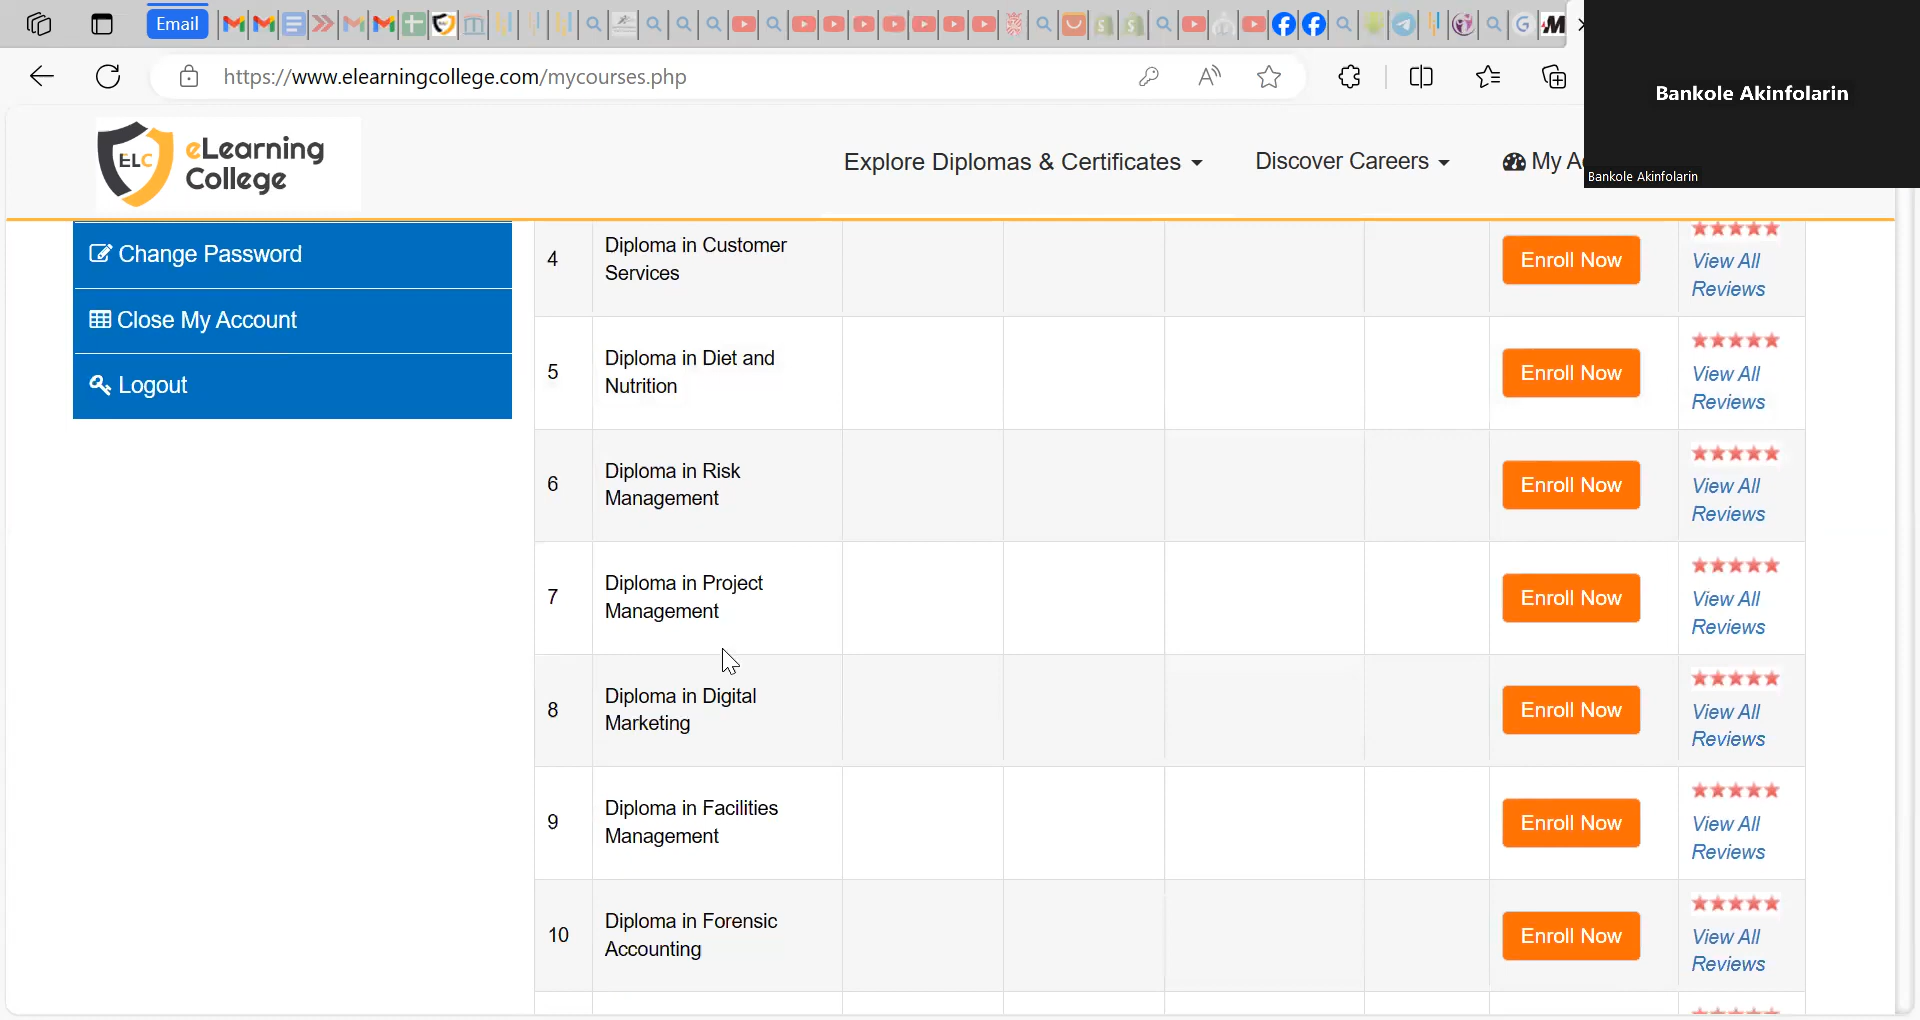 Email
https://www.elearningcollege.com/mycourses.php
Bankole Akinfolarin
Bankole Akinfolarin
ELC
eLearning
College
Explore Diplomas & Certificates
Discover Careers
My A
Change Password
Close My Account
Logout
4
Diploma in Customer
Services
Enroll Now
View All
Reviews
5
Diploma in Diet and
Nutrition
Enroll Now
View All
Reviews
6
Diploma in Risk
Management
Enroll Now
View All
Reviews
7
Diploma in Project
Management
Enroll Now
View All
Reviews
8
Diploma in Digital
Marketing
Enroll Now
View All
Reviews
9
Diploma in Facilities
Management
Enroll Now
View All
Reviews
10
Diploma in Forensic
Accounting
Enroll Now
View All
Reviews